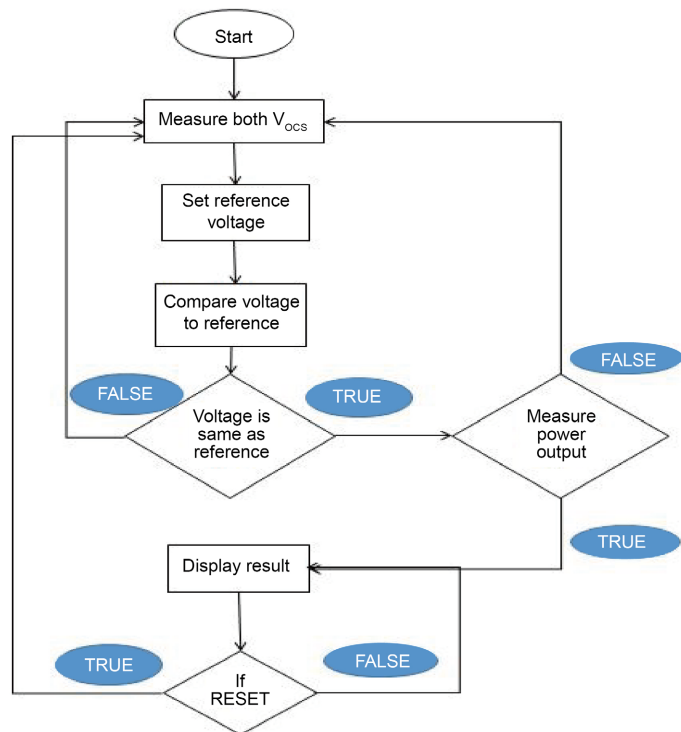 Start
Measure both VOCS
Set reference
voltage
Compare voltage
to reference
FALSE
TRUE
Voltage is
same as
reference
FALSE
Measure
power
output
TRUE
Display result
TRUE
FALSE
If
RESET